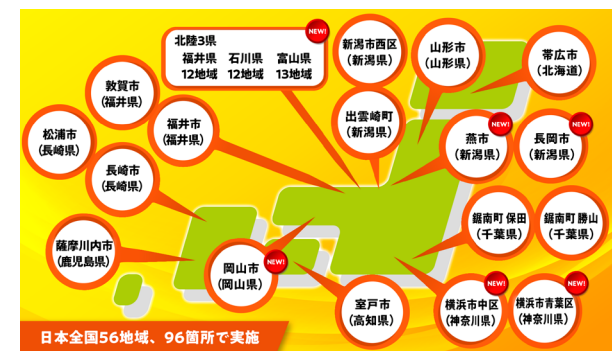 北陸3県
NEW!
福井県 石川県 富山県
12地域 12地域 13地域
新潟市西区
(新潟県)
山形市
(山形県)
帯広市
(北海道)
敦賀市
(福井県)
福井市
(福井県)
出雲崎町
(新潟県)
NEW!
燕市
(新潟県)
NEW!
長岡市
(新潟県)
松浦市
(長崎県)
長崎市
(長崎県)
鋸南町 保田
(千葉県)
鋸南町 勝山
(千葉県)
薩摩川内市
(鹿児島県)
岡山市
(岡山県)
NEW!
室戸市
(高知県)
NEW!
横浜市中区
(神奈川県)
NEW!
横浜市青葉区
(神奈川県)
日本全国56地域、96箇所で実施